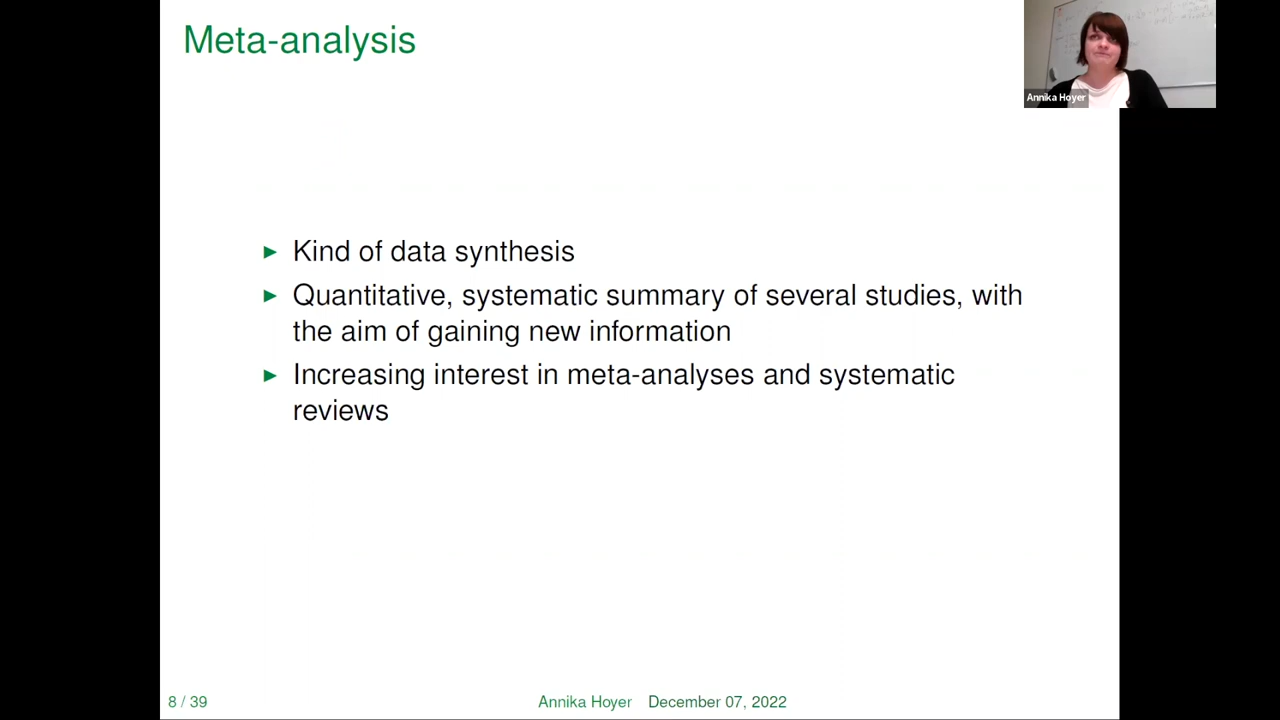 Meta-analysis
Annika Hoyer
► Kind of data synthesis
► Quantitative, systematic summary of several studies, with
the aim of gaining new information
► Increasing interest in meta-analyses and systematic
reviews
8 / 39
Annika Hoyer December 07, 2022